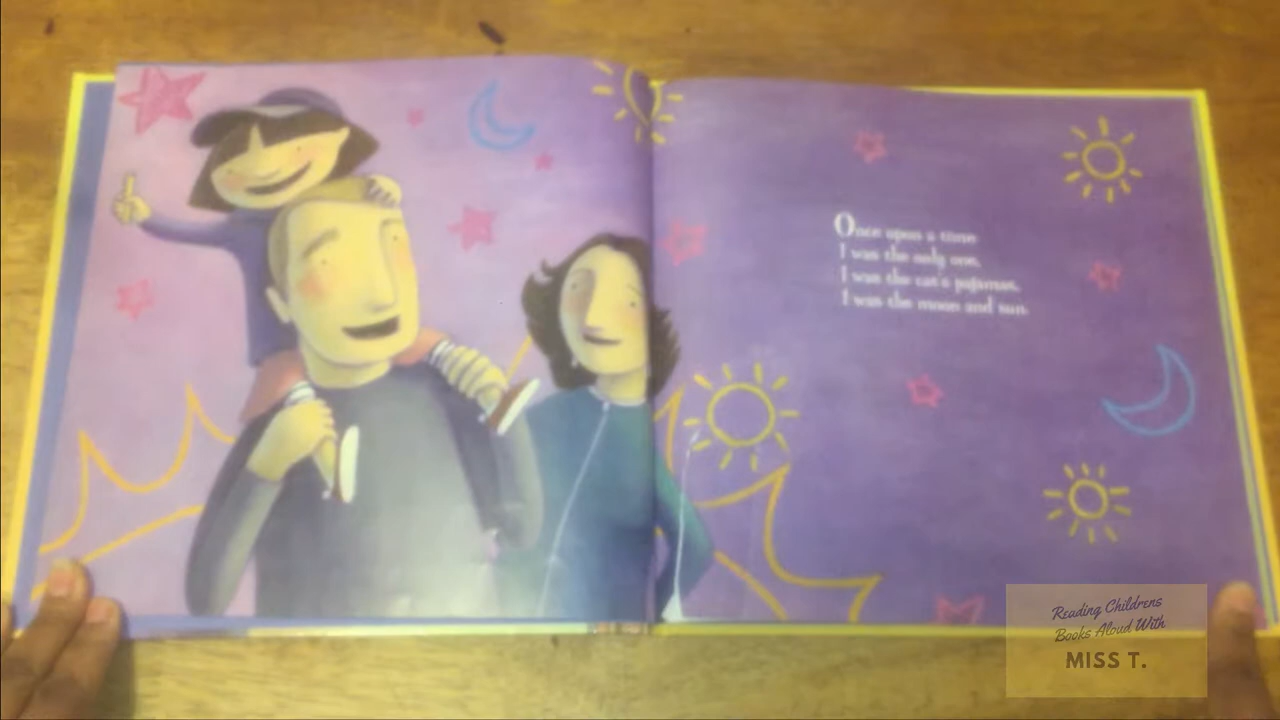 Once upon a time
I was the only one.
I was the cat's pajamas.
I was the moon and sun.
Reading Childrens
Books Aloud With
MISS T.